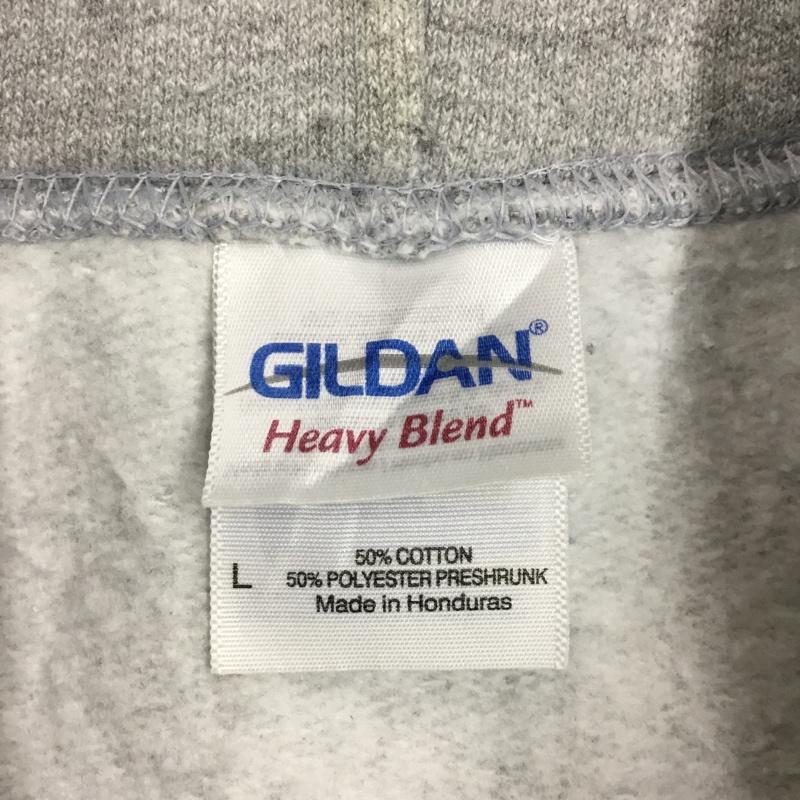 GILDAN®
Heavy Blend™
L
50% COTTON
50% POLYESTER PRESHRUNK
Made in Honduras